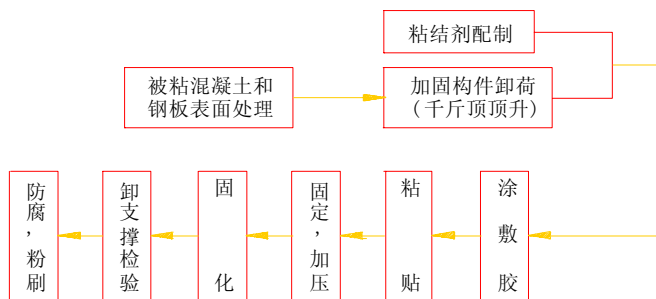 粘结剂配制
被粘混凝土和
钢板表面处理
加固构件卸荷
(千斤顶顶升)
涂敷胶
粘贴
固定，加压
固化
卸支撑检验
防腐，粉刷